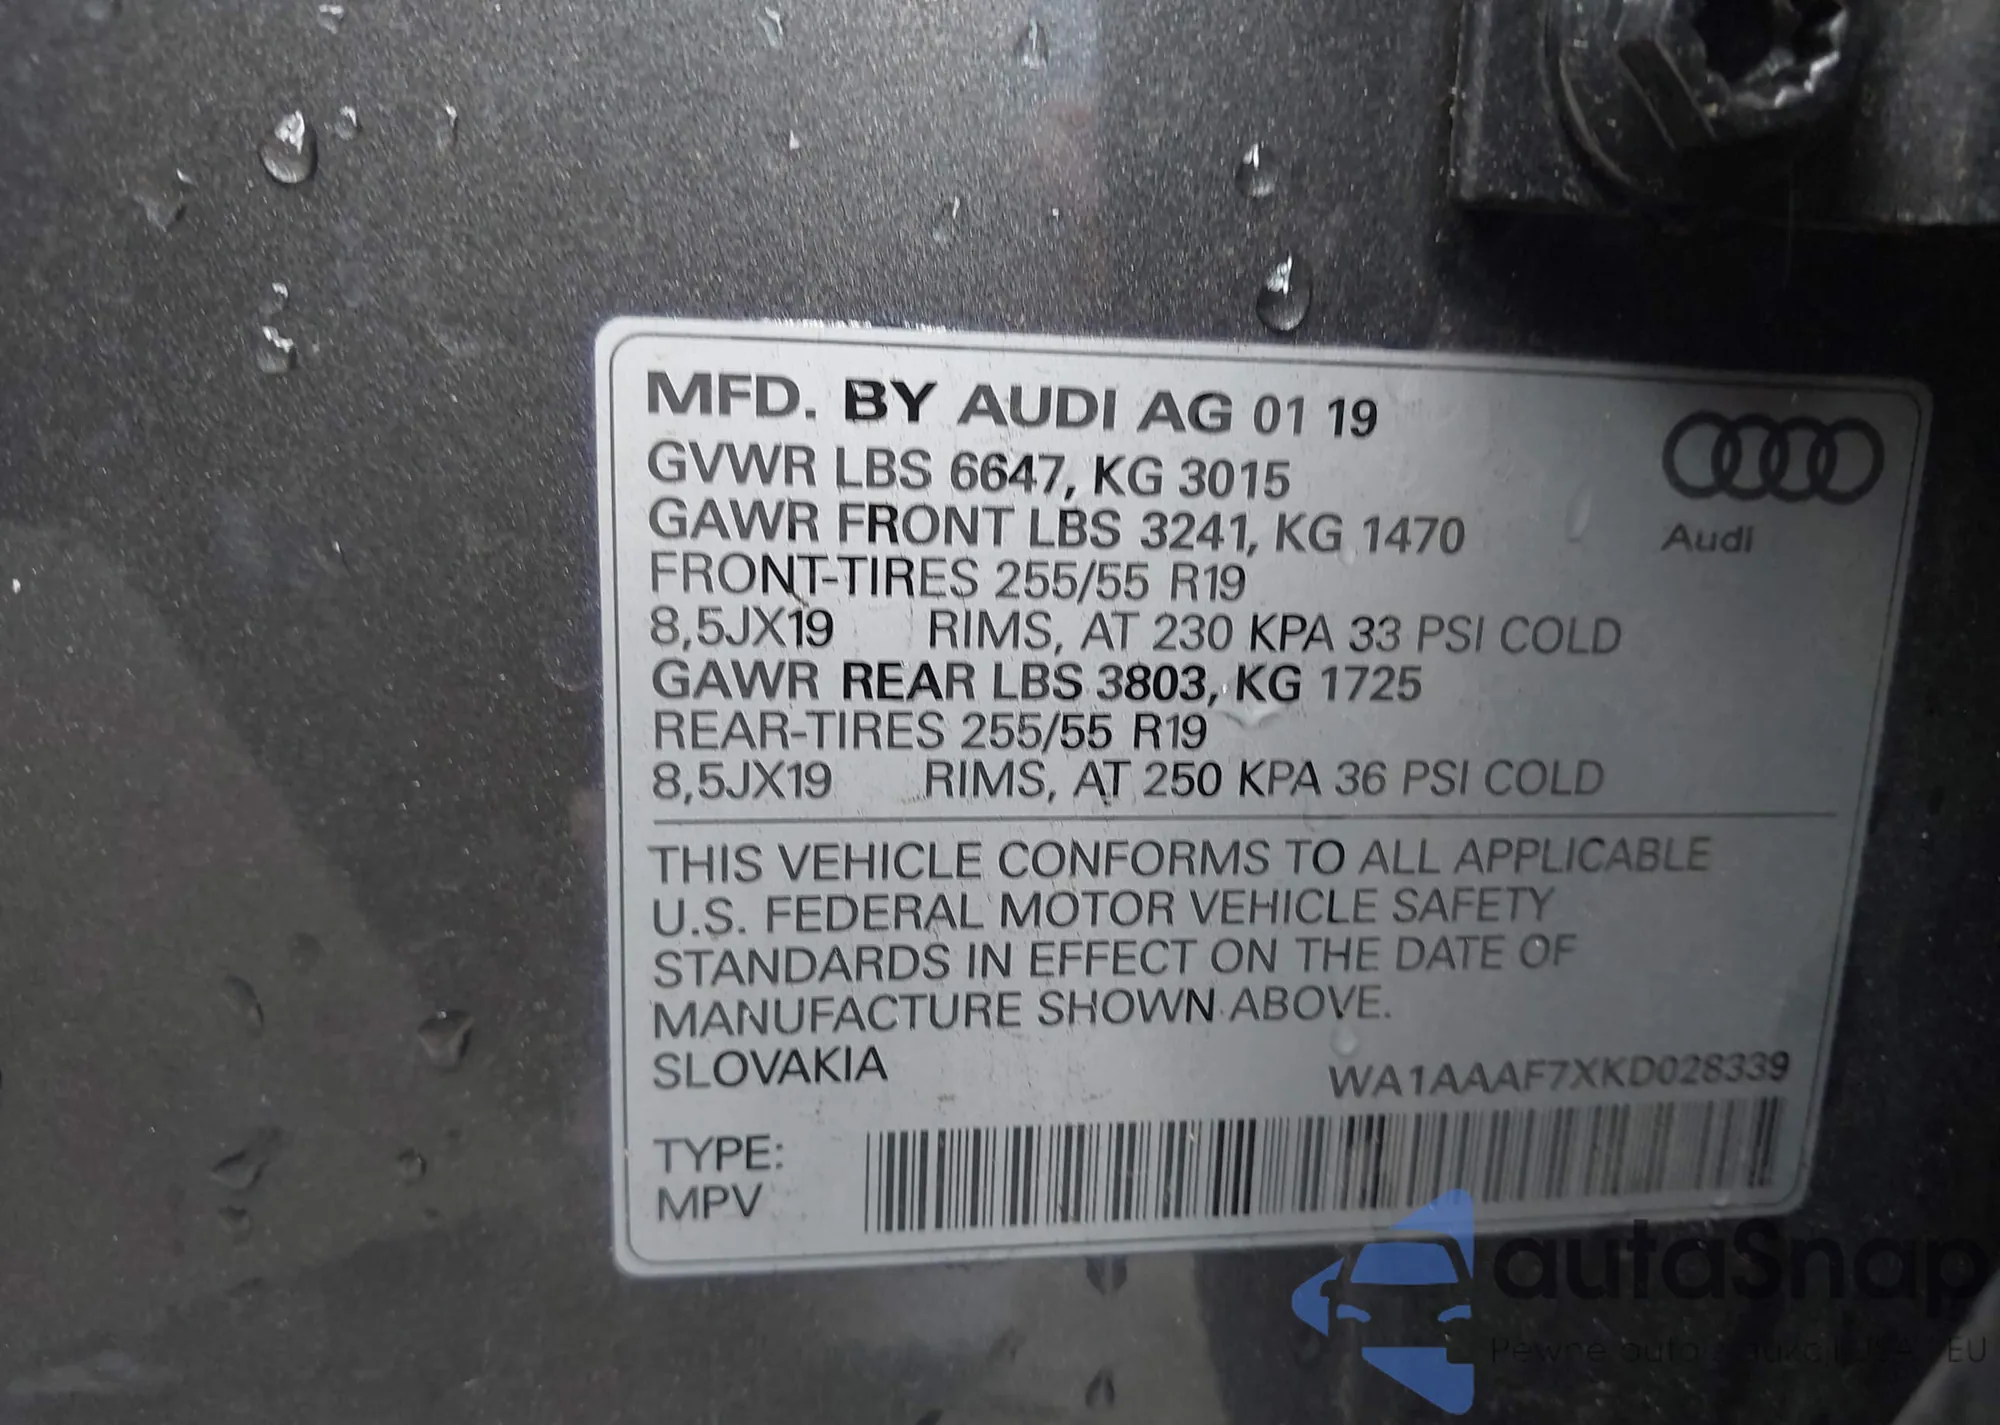 MFD. BY AUDI AG 01 19
GVWR LBS 6647, KG 3015
GAWR FRONT LBS 3241, KG 1470
FRONT-TIRES 255/55 R19
8,5JX19 RIMS, AT 230 KPA 33 PSI COLD
GAWR REAR LBS 3803, KG 1725
REAR-TIRES 255/55 R19
8,5JX19 RIMS, AT 250 KPA 36 PSI COLD
Audi
THIS VEHICLE CONFORMS TO ALL APPLICABLE
U.S. FEDERAL MOTOR VEHICLE SAFETY
STANDARDS IN EFFECT ON THE DATE OF
MANUFACTURE SHOWN ABOVE.
SLOVAKIA WA1AAAF7XKD028339
TYPE:
MPV
autaSnap
Pewne auta EU